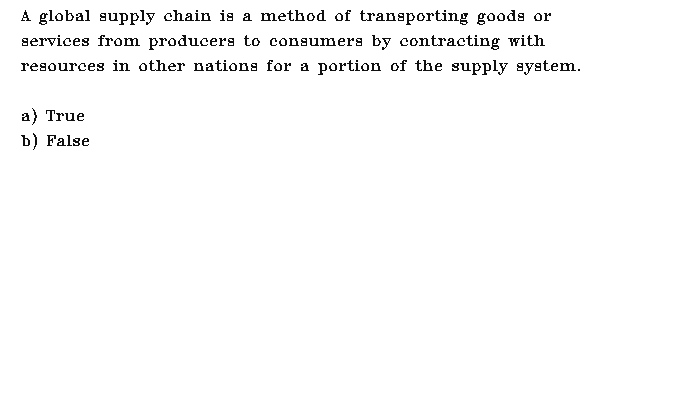 A global supply chain is a method of transporting goods or
services from producers to consumers by contracting with
resources in other nations for a portion of the supply system.
a) True
b) False